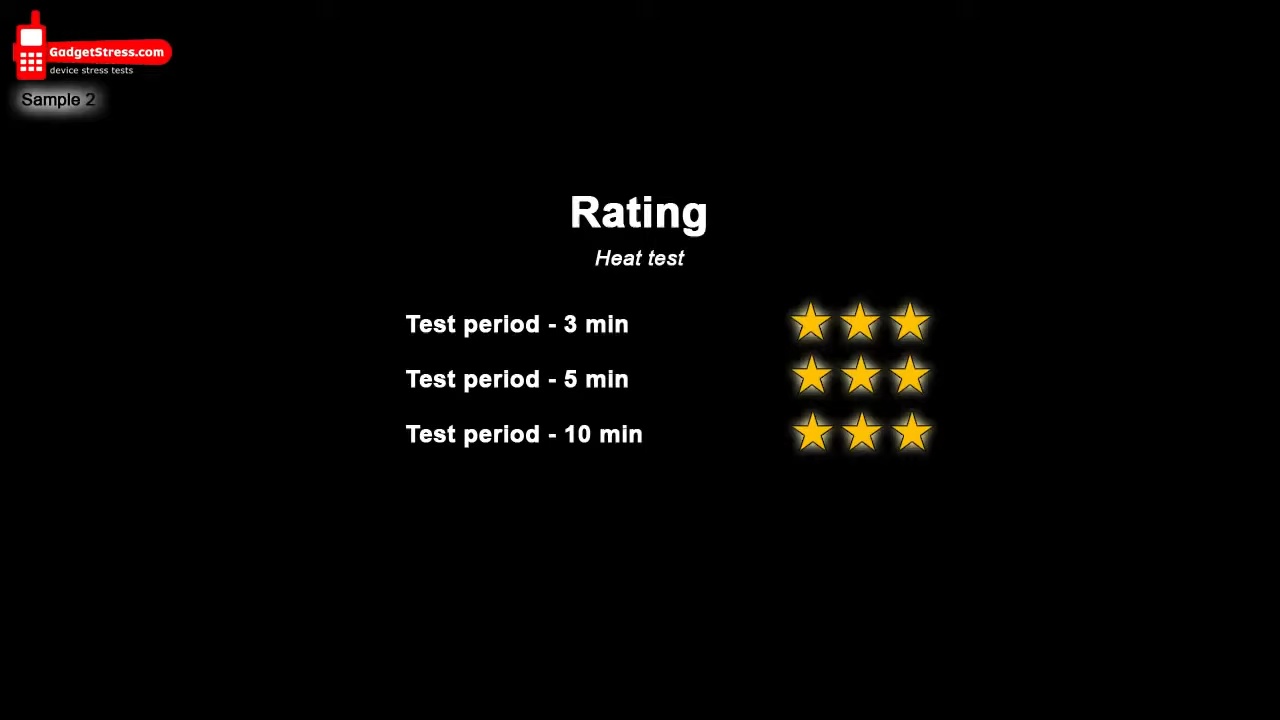 GadgetStress.com
device stress tests
Sample 2
Rating
Heat test
Test period - 3 min
Test period - 5 min
Test period - 10 min